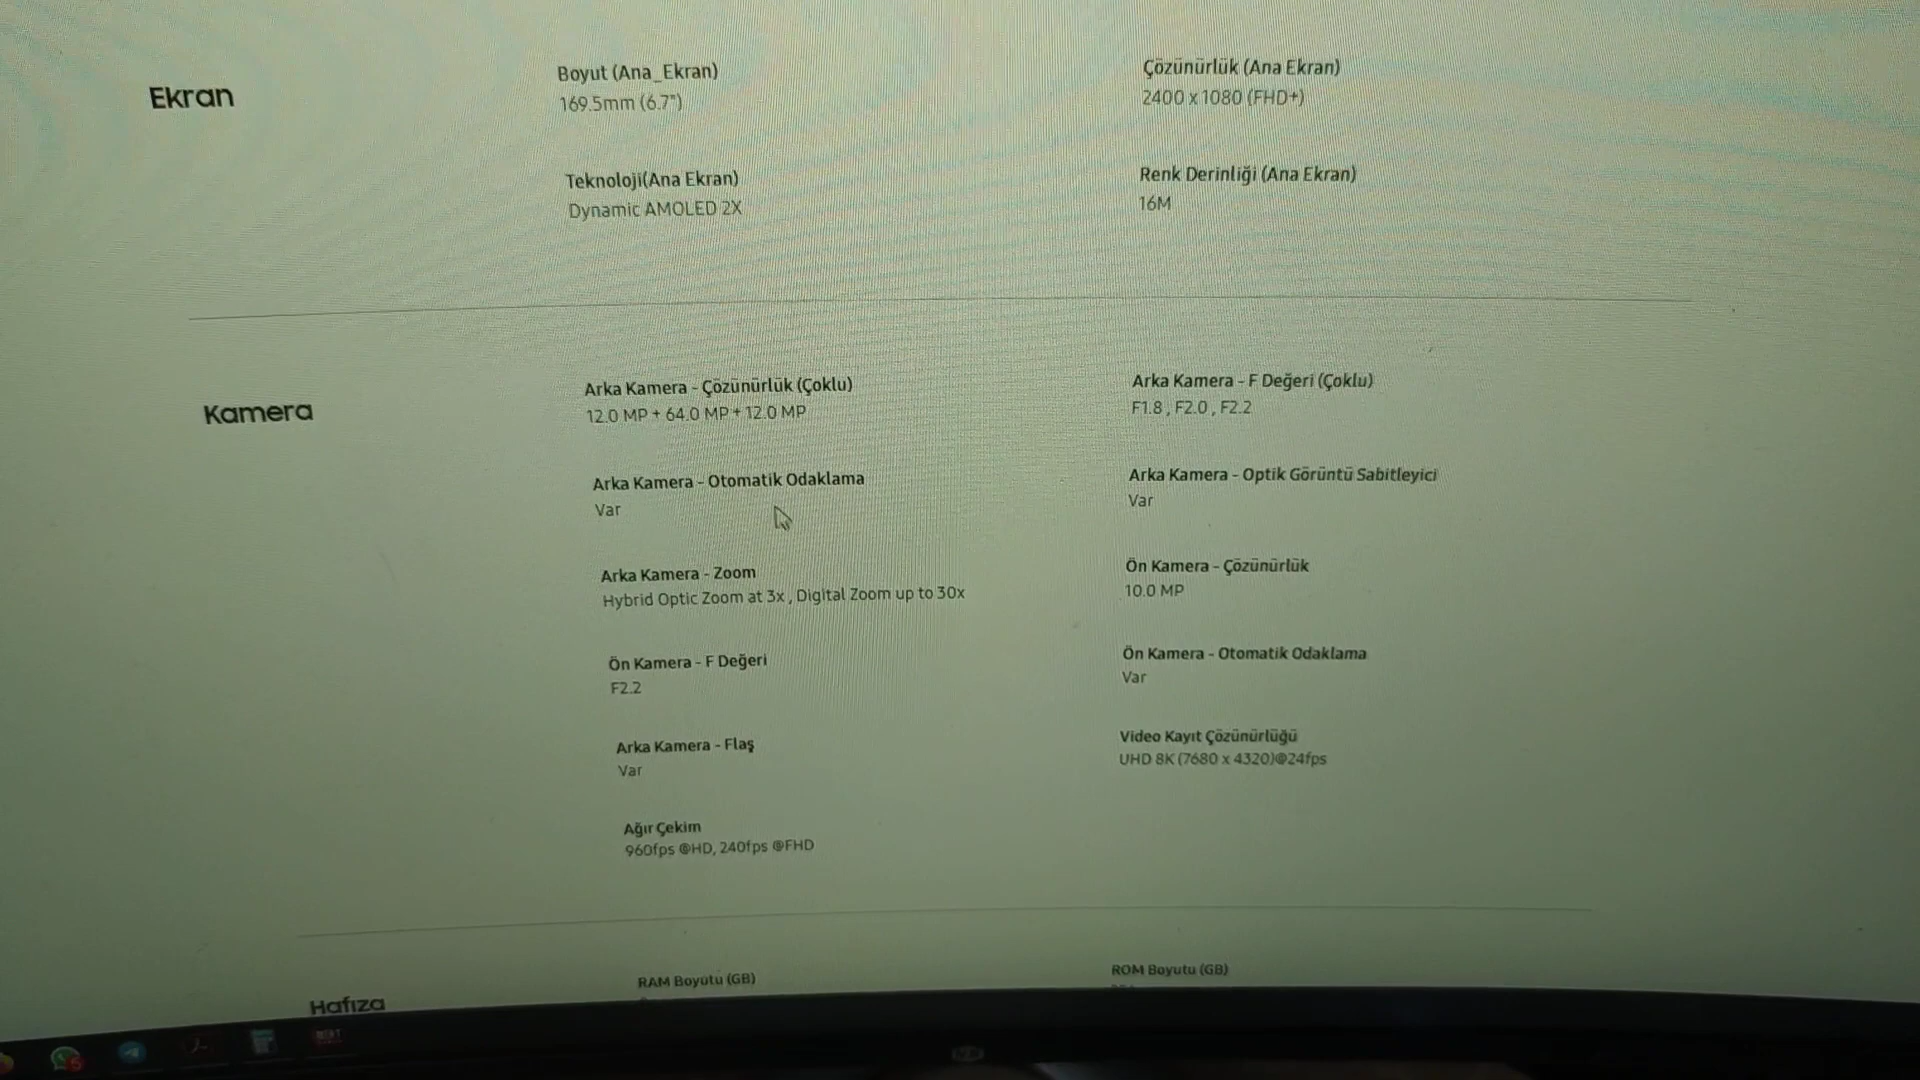 Ekran
Boyut (Ana_Ekran)
169.5mm (6.7")
Çözünürlük (Ana Ekran)
2400 x 1080 (FHD+)
Teknoloji(Ana Ekran)
Dynamic AMOLED 2X
Renk Derinliği (Ana Ekran)
16M
Kamera
Arka Kamera - Çözünürlük (Çoklu)
12.0 MP + 64.0 MP + 12.0 MP
Arka Kamera - F Değeri (Çoklu)
F1.8 , F2.0 , F2.2
Arka Kamera - Otomatik Odaklama
Var
Arka Kamera - Optik Görüntü Sabitleyici
Var
Arka Kamera - Zoom
Hybrid Optic Zoom at 3x , Digital Zoom up to 30x
Ön Kamera - Çözünürlük
10.0 MP
Ön Kamera - F Değeri
F2.2
Ön Kamera - Otomatik Odaklama
Var
Arka Kamera - Flaş
Var
Video Kayıt Çözünürlüğü
UHD 8K (7680 x 4320)@24fps
Ağır Çekim
960fps @HD, 240fps @FHD
Hafıza
RAM Boyutu (GB)
ROM Boyutu (GB)
5